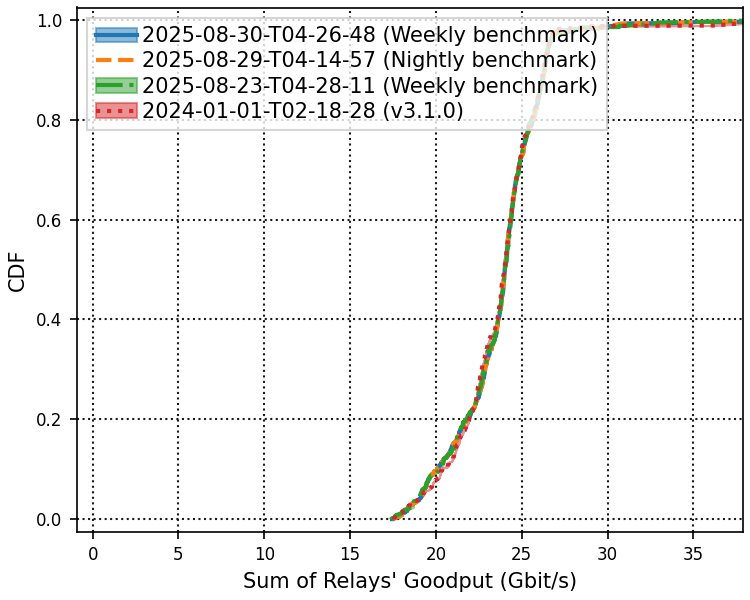 2025-08-30-T04-26-48 (Weekly benchmark)
2025-08-29-T04-14-57 (Nightly benchmark)
2025-08-23-T04-28-11 (Weekly benchmark)
2024-01-01-T02-18-28 (v3.1.0)
1.0
0.8
0.6
0.4
0.2
0.0
CDF
0 5 10 15 20 25 30 35
Sum of Relays' Goodput (Gbit/s)